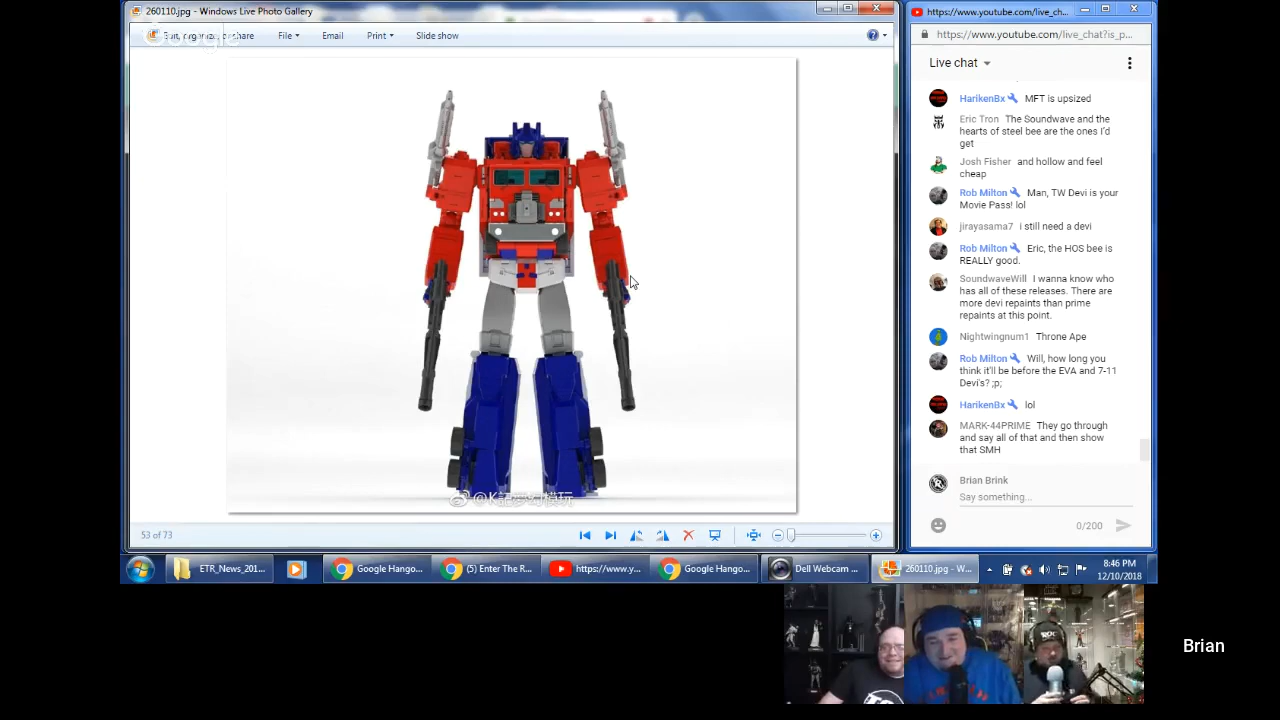 260110.jpg - Windows Live Photo Gallery
Google
File
Email
Print
Slide show
@K記夢幻模玩
53 of 73
https://www.youtube.com/live_ch...
https://www.youtube.com/live_chat?is_p...
Live chat
HarikenBx MFT is upsized
Eric Tron The Soundwave and the
hearts of steel bee are the ones I'd
get
Josh Fisher and hollow and feel
cheap
Rob Milton Man, TW Devi is your
Movie Pass! lol
jirayasama7 i still need a devi
Rob Milton Eric, the HOS bee is
REALLY good.
SoundwaveWill I wanna know who
has all of these releases. There are
more devi repaints than prime
repaints at this point.
Nightwingnum1 Throne Ape
Rob Milton Will, how long you
think it'll be before the EVA and 7-11
Devi's? ;p;
HarikenBx lol
MARK-44PRIME They go through
and say all of that and then show
that SMH
Brian Brink
Say something...
0/200
ETR_News_201...
Google Hango...
(5) Enter The R...
https://www.y...
Google Hango...
Dell Webcam ...
260110.jpg - W...
8:46 PM
12/10/2018
Brian